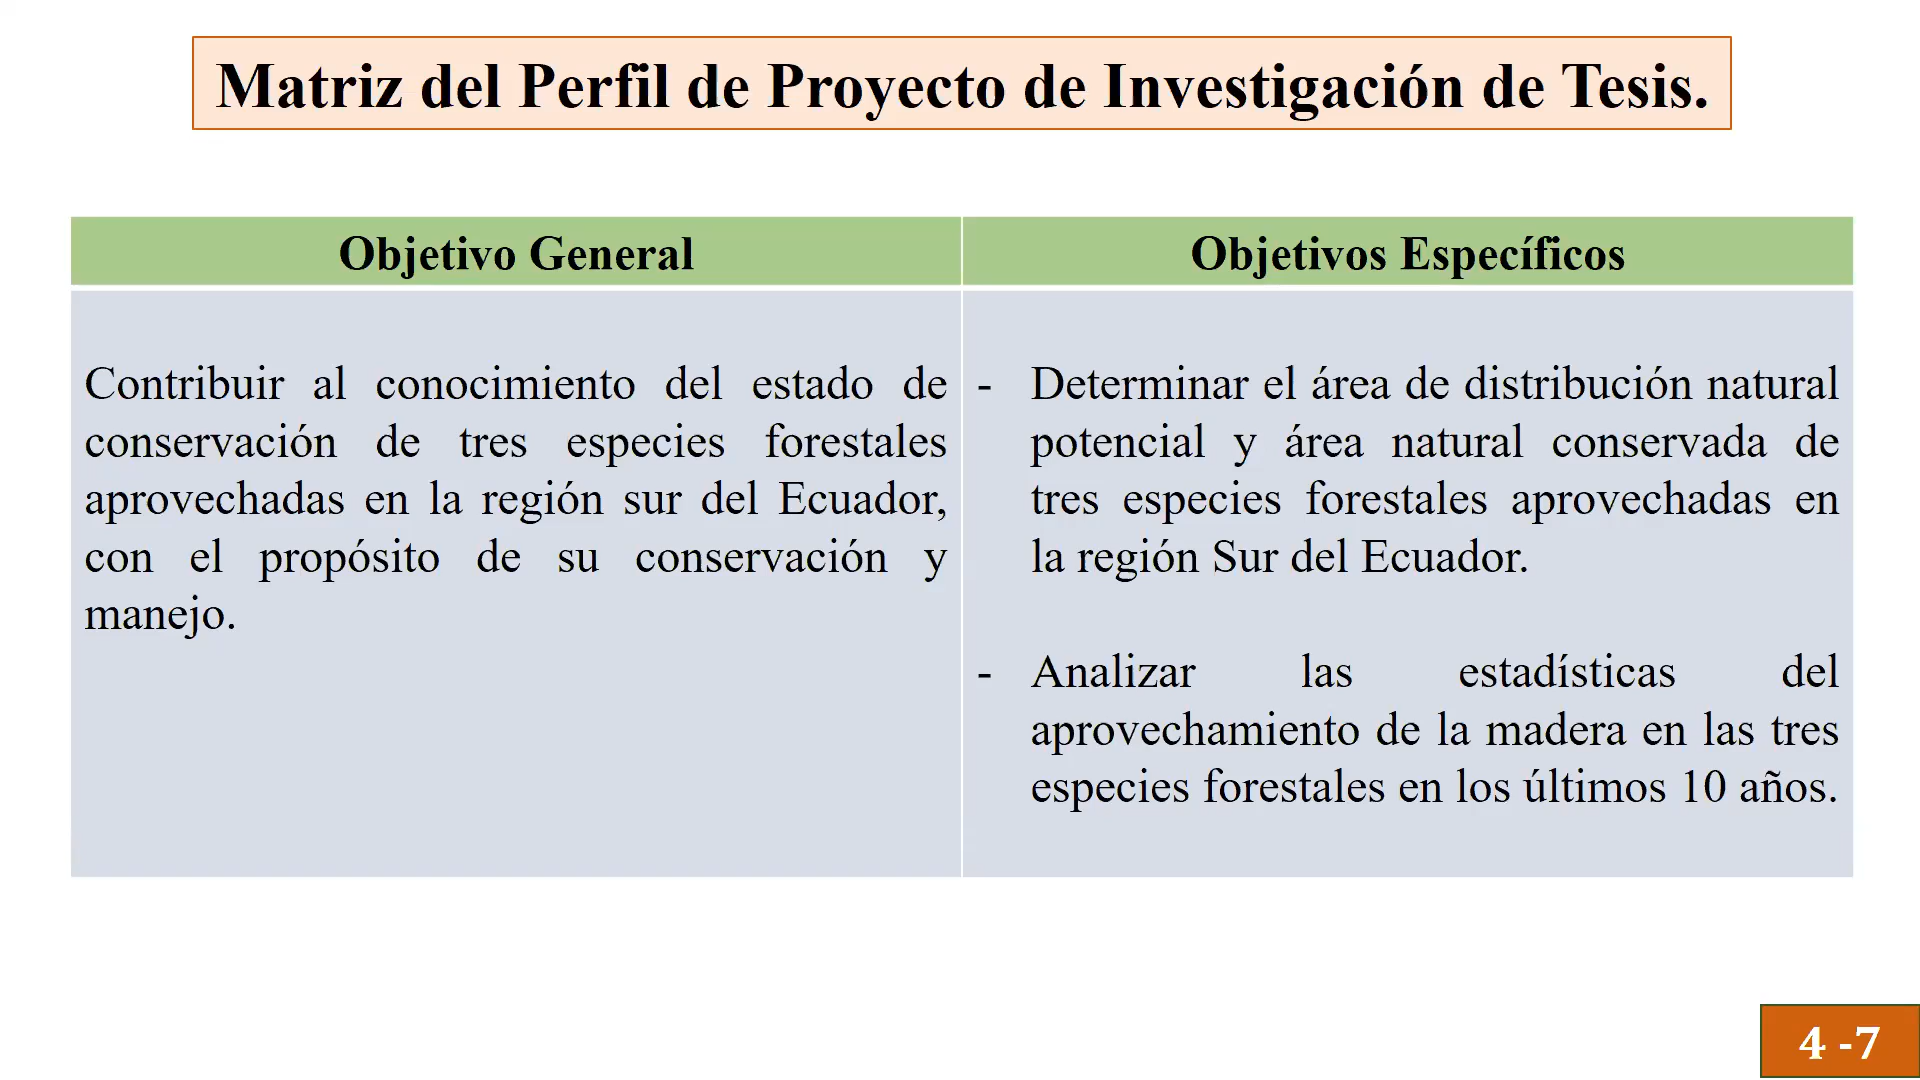 Matriz del Perfil de Proyecto de Investigación de Tesis.
Objetivo General
Contribuir al conocimiento del estado de
conservación de tres especies forestales
aprovechadas en la región sur del Ecuador,
con el propósito de su conservación y
manejo.
Objetivos Específicos
- Determinar el área de distribución natural
potencial y área natural conservada de
tres especies forestales aprovechadas en
la región Sur del Ecuador.
- Analizar las estadísticas del
aprovechamiento de la madera en las tres
especies forestales en los últimos 10 años.
4 -7